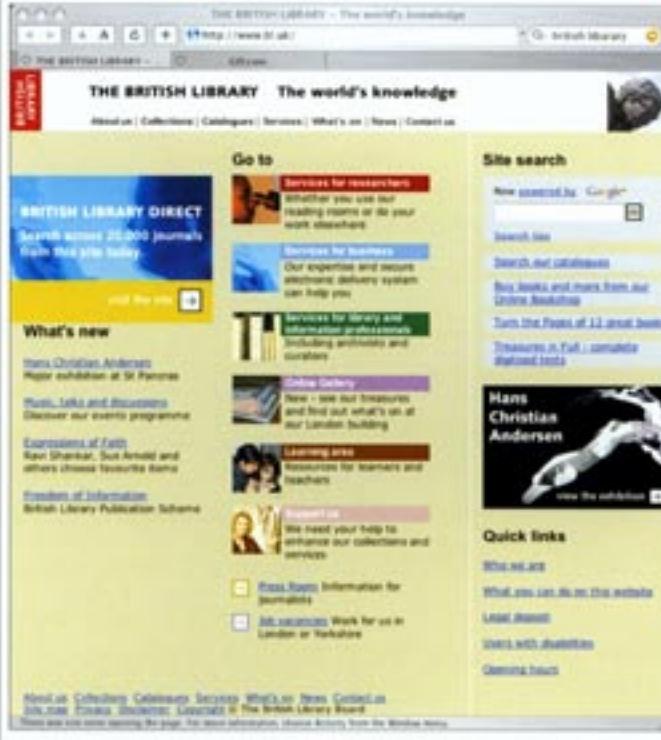 THE BRITISH LIBRARY - The world's knowledge
http://www.bl.uk/
THE BRITISH LIBRARY -
BRITISH
LIBRARY
THE BRITISH LIBRARY The world's knowledge
About us | Collections | Catalogues | Services | What's on | News | Contact us
BRITISH LIBRARY DIRECT
Search across 20,000 journals
from this site today
visit the site
What's new
Hans Christian Andersen
Major exhibition at St Pancras
Music, talks and discussions
Discover our events programme
Expressions of Faith
Ravi Shankar, Sue Arnold and
others choose favourite items
Freedom of Information
British Library Publication Scheme
Go to
Services for researchers
Whether you use our
reading rooms or do your
work elsewhere
Services for business
Our expertise and secure
electronic delivery system
can help you
Services for library and
information professionals
Including archivists and
curators
Online Gallery
New - see our treasures
and find out what's on at
our London building
Learning area
Resources for learners and
teachers
Support us
We need your help to
enhance our collections and
services
Press Room Information for
journalists
Job vacancies Work for us in
London or Yorkshire
Site search
Now powered by Google
Search tips
Search our catalogues
Buy books and more from our
Online Bookshop
Turn the Pages of 12 great books
Treasures in Full - complete
digitised texts
Hans
Christian
Andersen
view the exhibition
Quick links
Who we are
What you can do on this website
Legal deposit
Users with disabilities
Opening hours
About us Collections Catalogues Services What's on News Contact us
Site map Privacy Disclaimer Copyright © The British Library Board